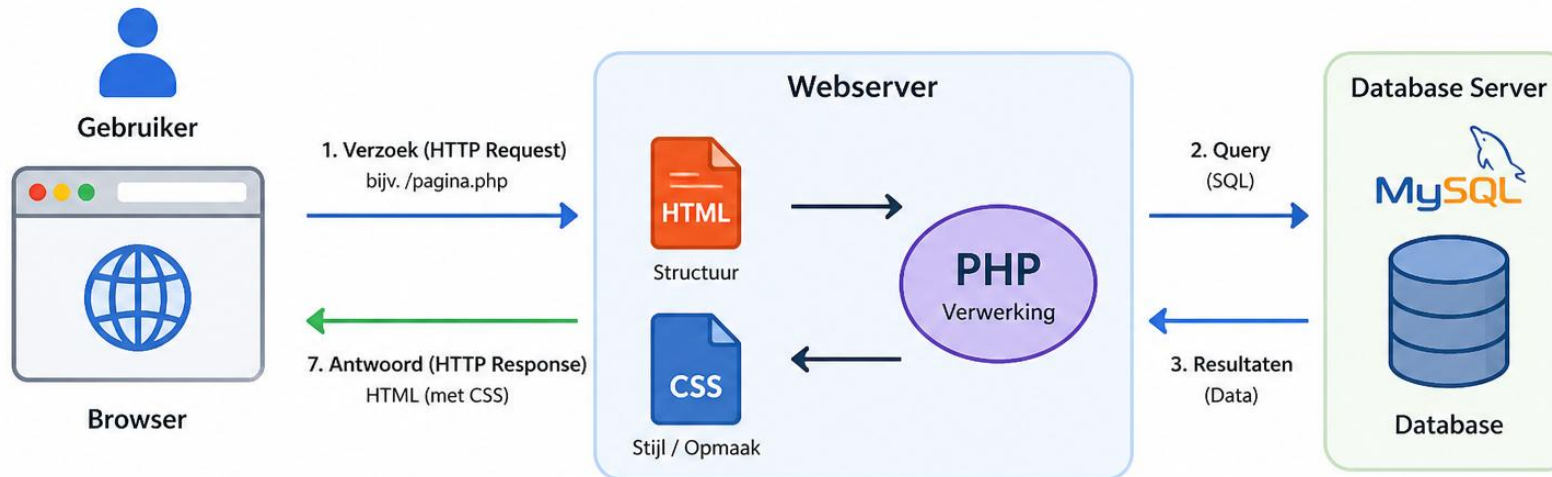 Gebruiker
Browser
1. Verzoek (HTTP Request)
bijv. /pagina.php
7. Antwoord (HTTP Response)
HTML (met CSS)
Webserver
HTML
Structuur
CSS
Stijl / Opmaak
PHP
Verwerking
2. Query
(SQL)
3. Resultaten
(Data)
Database Server
MySQL
Database